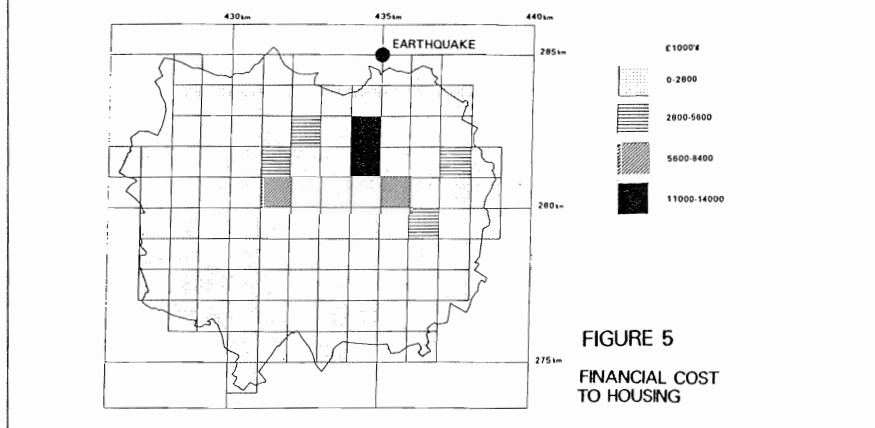 430km 435km 440km
EARTHQUAKE
285km
£1000's
0-2800
2800-5600
5600-8400
280km
11000-14000
275km
FIGURE 5
FINANCIAL COST
TO HOUSING